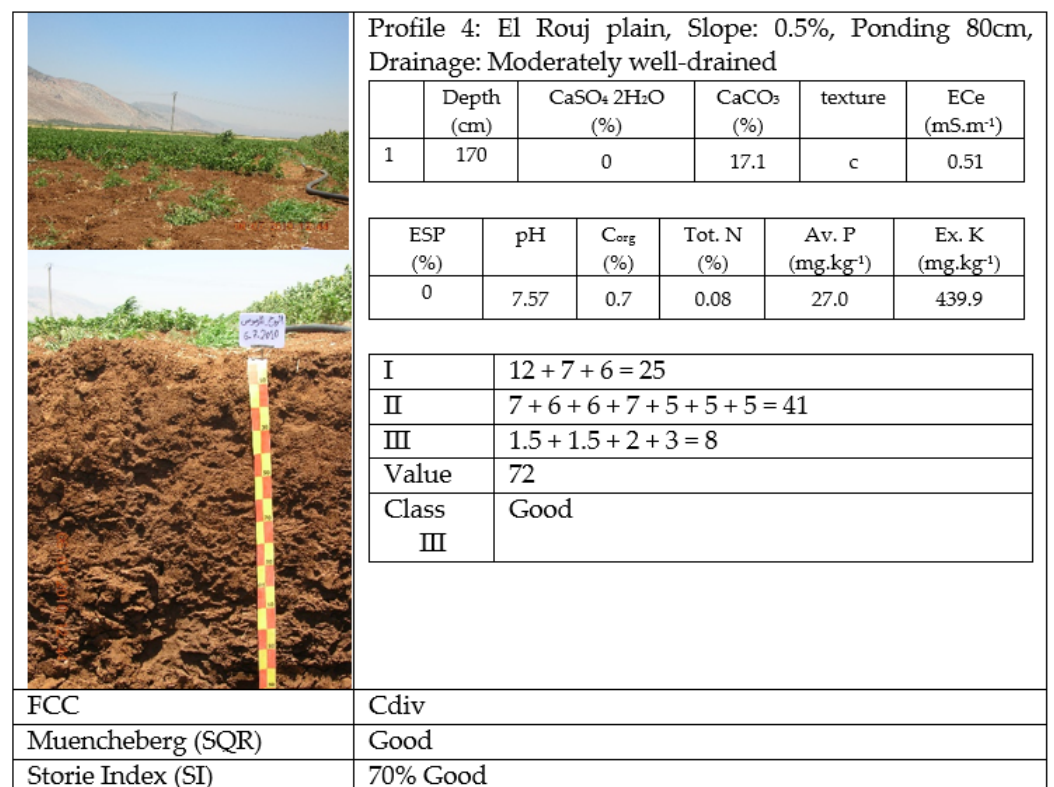 6.7.2010
Profile 4: El Rouj plain, Slope: 0.5%, Ponding 80cm,
Drainage: Moderately well-drained
Depth (cm) CaSO₄ 2H₂O (%) CaCO₃ (%) texture ECe (mS.m⁻¹)
1 170 0 17.1 c 0.51
ESP (%) pH Corg (%) Tot. N (%) Av. P (mg.kg⁻¹) Ex. K (mg.kg⁻¹)
0 7.57 0.7 0.08 27.0 439.9
I 12 + 7 + 6 = 25
II 7 + 6 + 6 + 7 + 5 + 5 + 5 = 41
III 1.5 + 1.5 + 2 + 3 = 8
Value 72
Class III Good
FCC Cdiv
Muencheberg (SQR) Good
Storie Index (SI) 70% Good